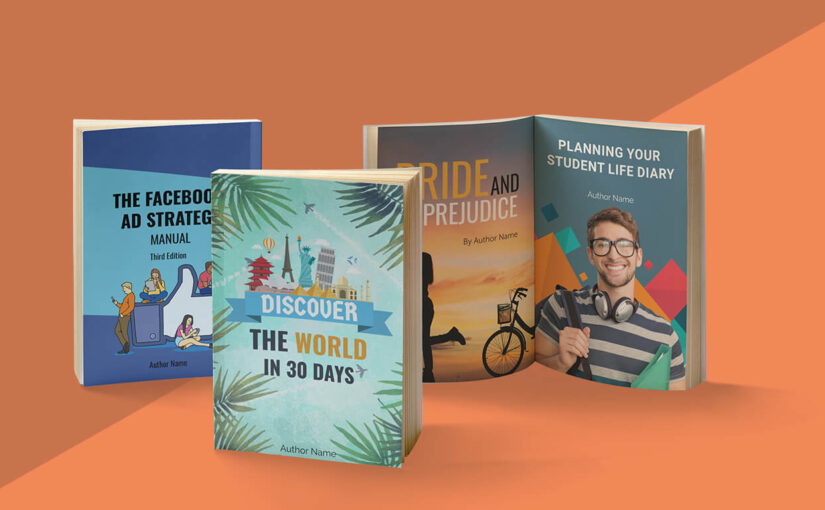 THE FACEBOO
AD STRATEG
MANUAL
Third Edition
Author Name
DISCOVER
THE WORLD
IN 30 DAYS
Author Name
PRIDE AND
PREJUDICE
By Author Name
PLANNING YOUR
STUDENT LIFE DIARY
Author Name